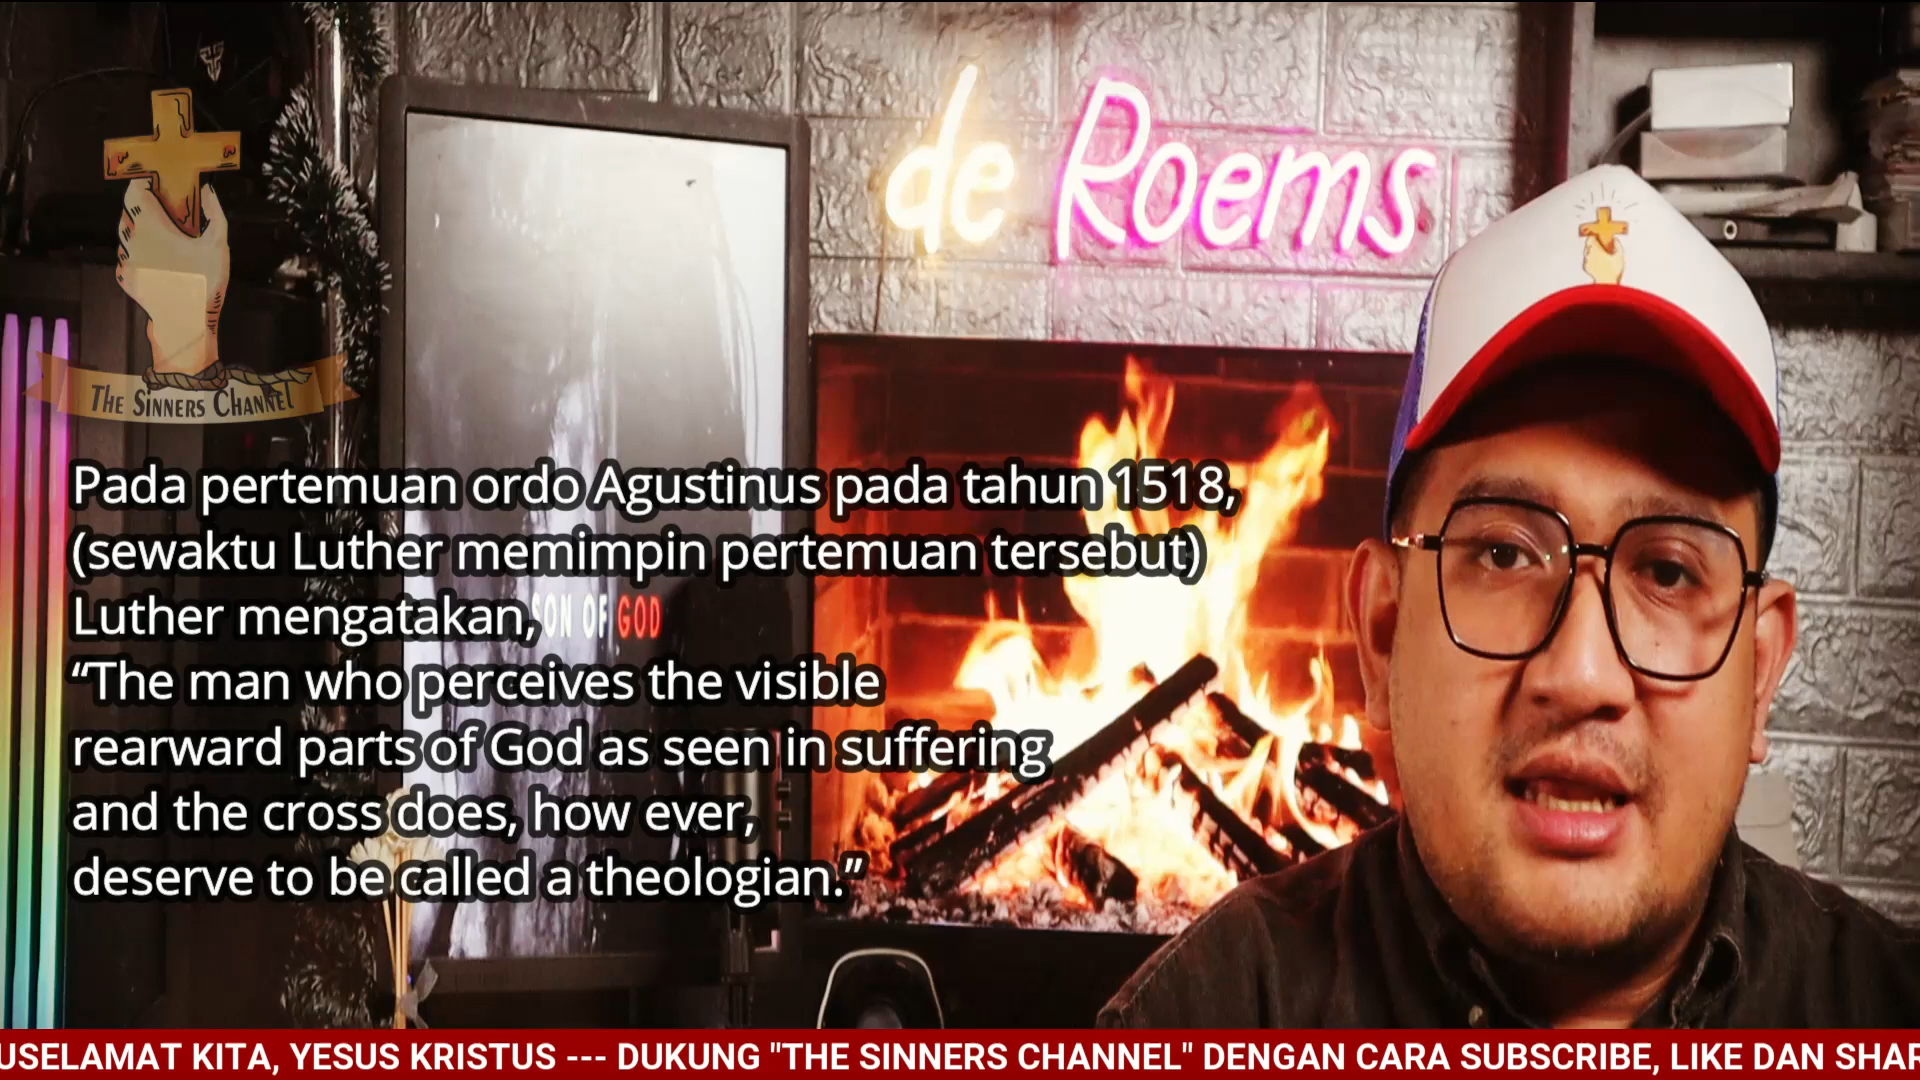 de Roems
The Sinners Channel
Pada pertemuan ordo Agustinus pada tahun 1518,
(sewaktu Luther memimpin pertemuan tersebut)
Luther mengatakan,
SON OF GOD
“The man who perceives the visible
rearward parts of God as seen in suffering
and the cross does, how ever,
deserve to be called a theologian.”
USELAMAT KITA, YESUS KRISTUS --- DUKUNG "THE SINNERS CHANNEL" DENGAN CARA SUBSCRIBE, LIKE DAN SHAR